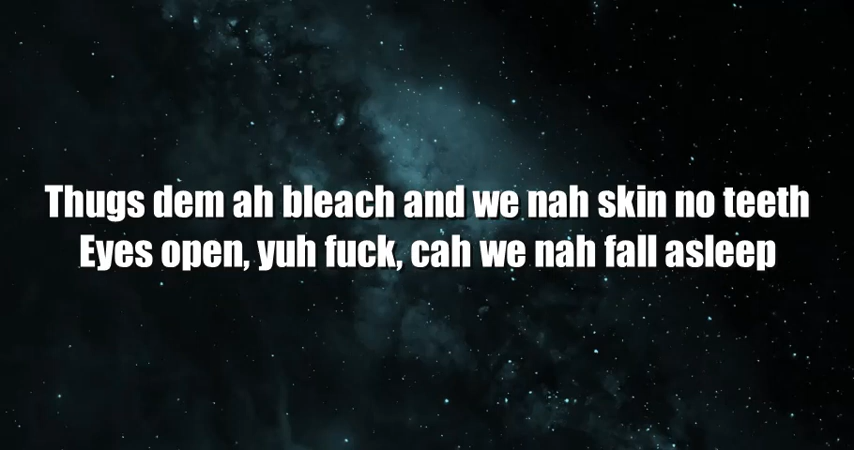 Thugs dem ah bleach and we nah skin no teeth
Eyes open, yuh fuck, cah we nah fall asleep